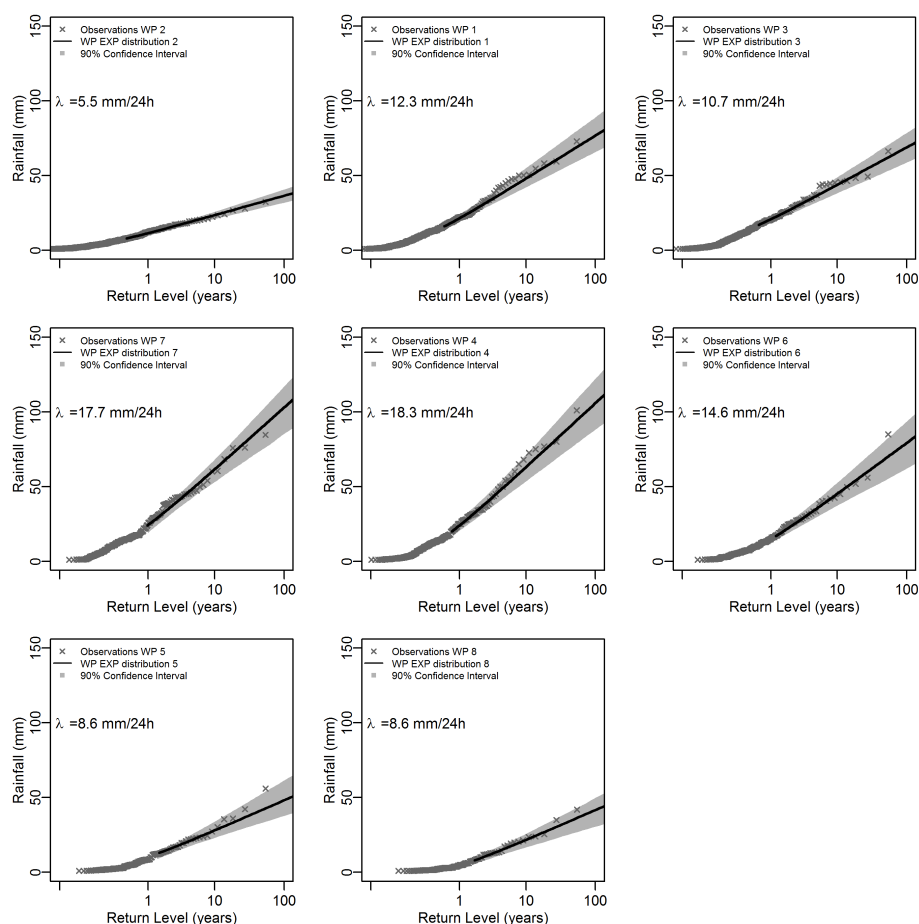 Observations WP 2
WP EXP distribution 2
90% Confidence Interval
λ =5.5 mm/24h
Rainfall (mm)
0 50 100 150
1 10 100
Return Level (years)
Observations WP 1
WP EXP distribution 1
90% Confidence Interval
λ =12.3 mm/24h
Rainfall (mm)
0 50 100 150
1 10 100
Return Level (years)
Observations WP 3
WP EXP distribution 3
90% Confidence Interval
λ =10.7 mm/24h
Rainfall (mm)
0 50 100 150
1 10 100
Return Level (years)
Observations WP 7
WP EXP distribution 7
90% Confidence Interval
λ =17.7 mm/24h
Rainfall (mm)
0 50 100 150
1 10 100
Return Level (years)
Observations WP 4
WP EXP distribution 4
90% Confidence Interval
λ =18.3 mm/24h
Rainfall (mm)
0 50 100 150
1 10 100
Return Level (years)
Observations WP 6
WP EXP distribution 6
90% Confidence Interval
λ =14.6 mm/24h
Rainfall (mm)
0 50 100 150
1 10 100
Return Level (years)
Observations WP 5
WP EXP distribution 5
90% Confidence Interval
λ =8.6 mm/24h
Rainfall (mm)
0 50 100 150
1 10 100
Return Level (years)
Observations WP 8
WP EXP distribution 8
90% Confidence Interval
λ =8.6 mm/24h
Rainfall (mm)
0 50 100 150
1 10 100
Return Level (years)